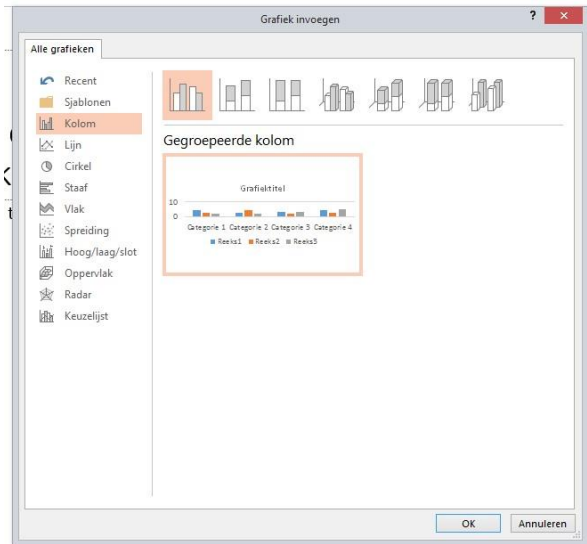 Grafiek invoegen
?
×
Alle grafieken
Recent
Sjablonen
Kolom
Lijn
Cirkel
Staaf
Vlak
Spreiding
Hoog/laag/slot
Oppervlak
Radar
Keuzelijst
Gegroepeerde kolom
Grafiektitel
10
0
Categorie 1 Categorie 2 Categorie 3 Categorie 4
Reeks1 Reeks2 Reeks3
OK Annuleren